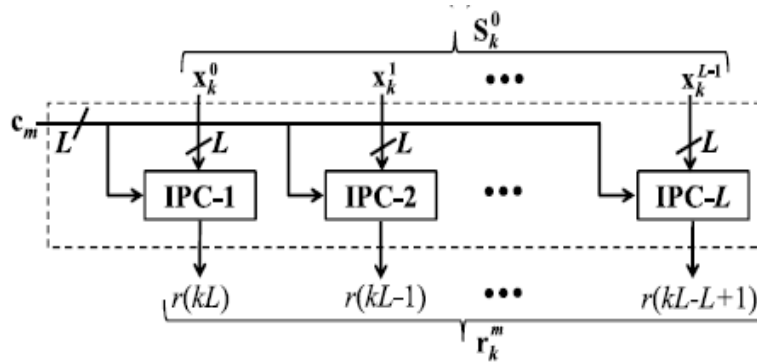 S_k^0
x_k^0 x_k^1 ••• x_k^{L-1}
c_m L L L L
IPC-1 IPC-2 ••• IPC-L
r(kL) r(kL-1) ••• r(kL-L+1)
r_k^m